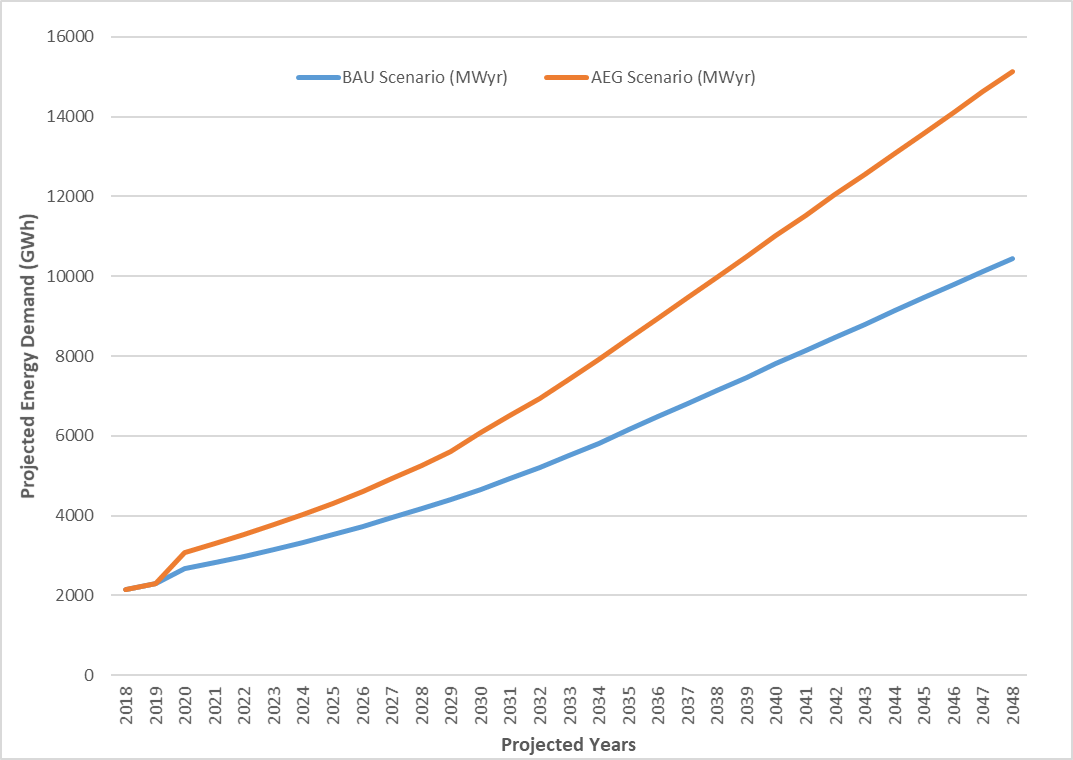 16000
BAU Scenario (MWyr) AEG Scenario (MWyr)
14000
12000
10000
8000
6000
4000
2000
0
Projected Energy Demand (GWh)
2018 2019 2020 2021 2022 2023 2024 2025 2026 2027 2028 2029 2030 2031 2032 2033 2034 2035 2036 2037 2038 2039 2040 2041 2042 2043 2044 2045 2046 2047 2048
Projected Years